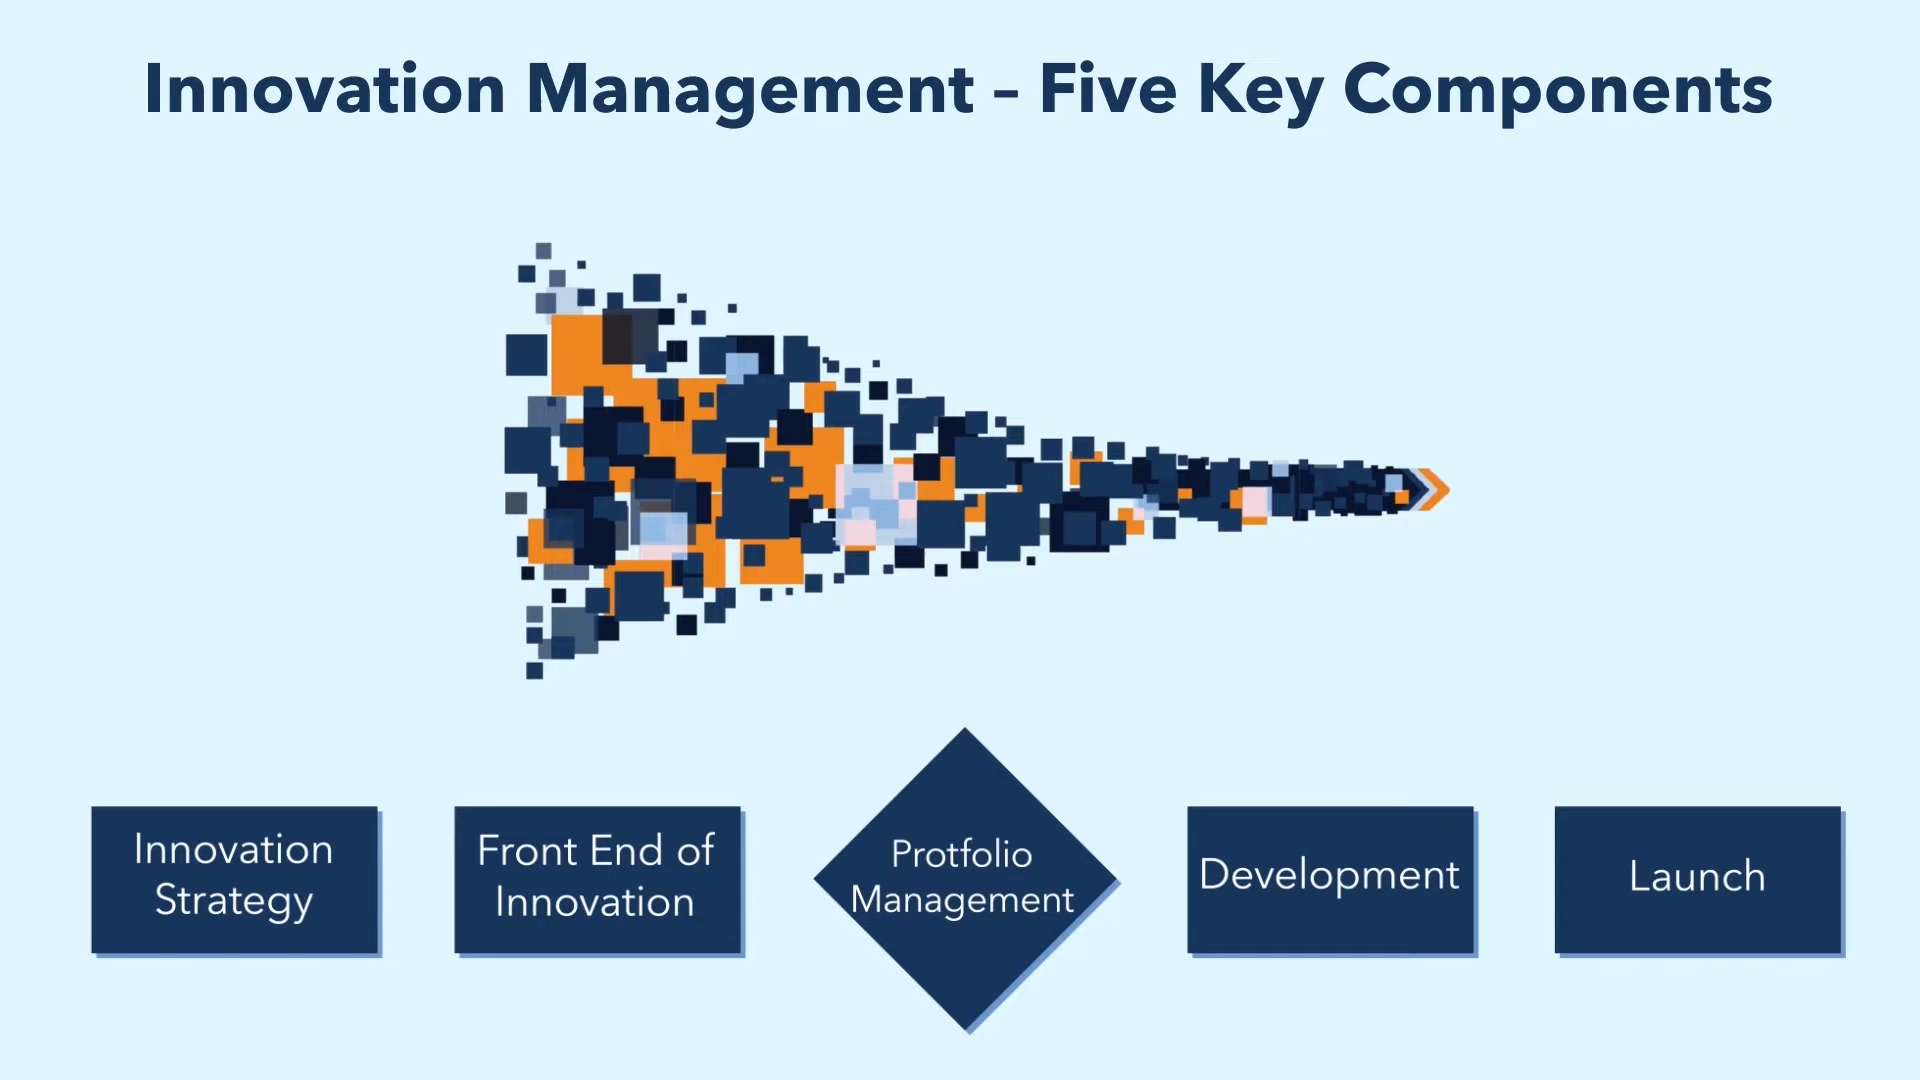 Innovation Management – Five Key Components
Innovation
Strategy
Front End of
Innovation
Protfolio
Management
Development
Launch